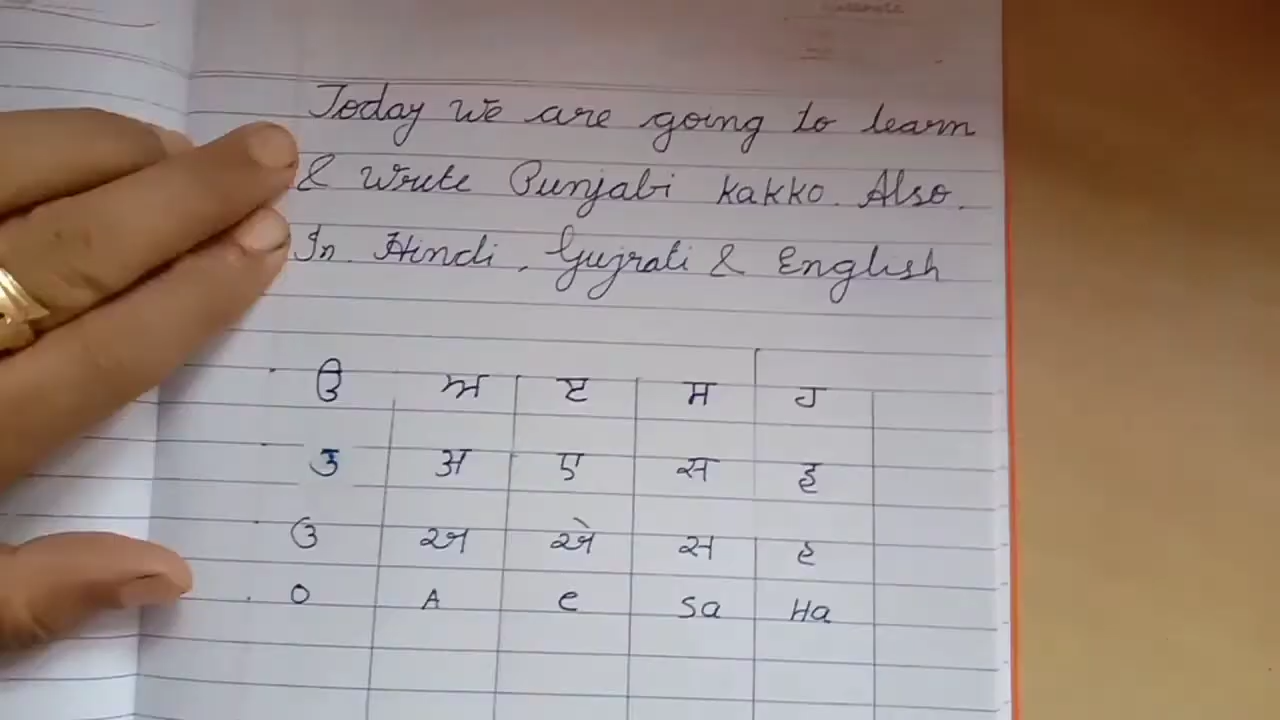 Today we are going to learn
& Write Punjabi kakko. Also.
In. Hindi, Gujrati & English
ੳ ਅ ੲ ਸ ਹ
उ अ ए स ह
ઉ અ એ સ હ
O A e Sa Ha